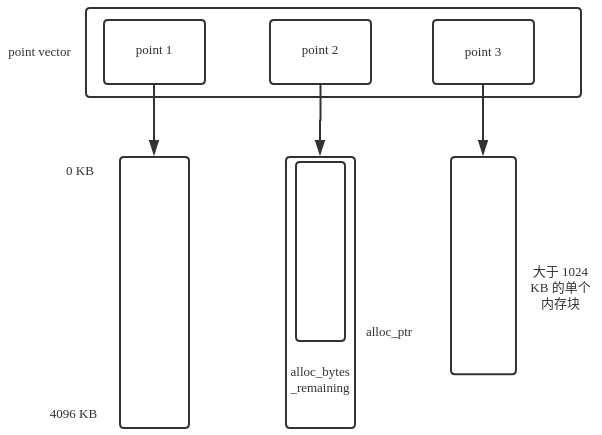 point vector
point 1
point 2
point 3
0 KB
大于 1024
KB 的单个
内存块
alloc_ptr
alloc_bytes
_remaining
4096 KB